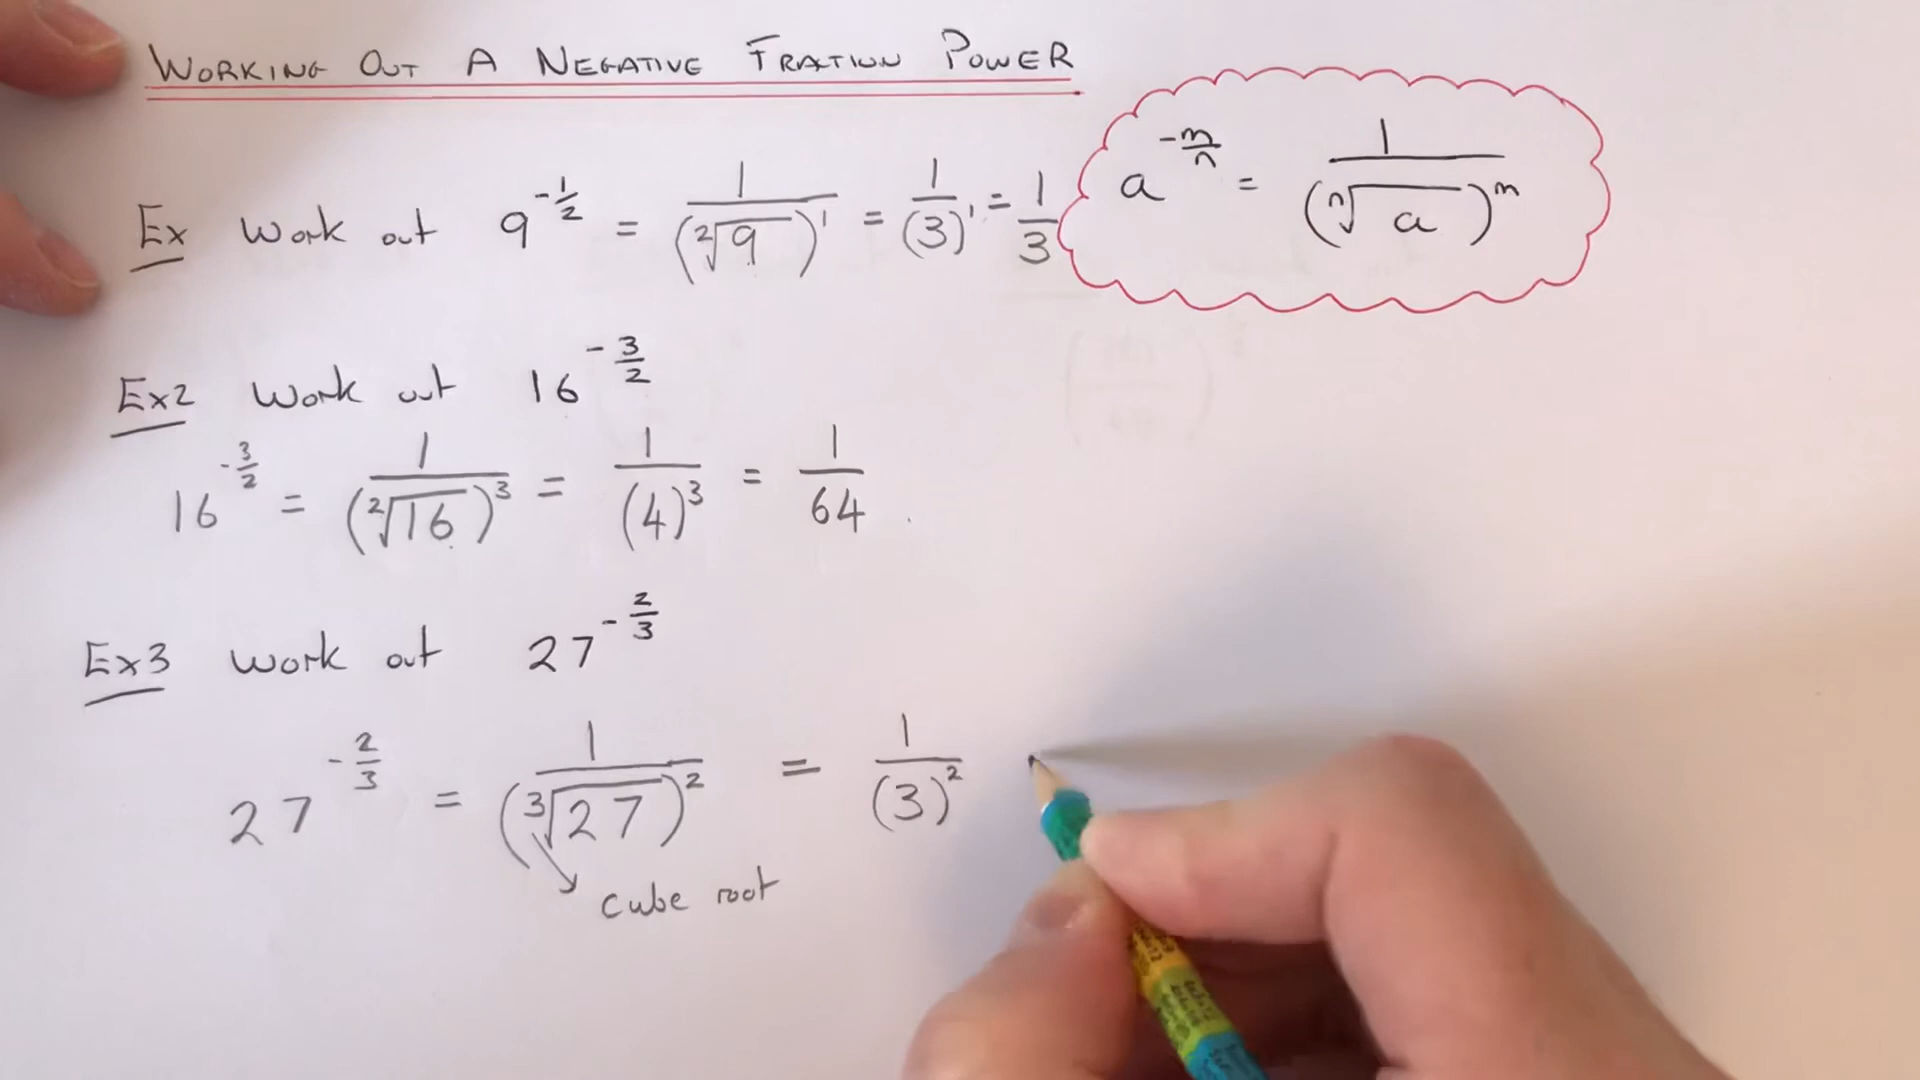 WORKING OUT A NEGATIVE FRATION POWER
a^(-m/n) = 1/(ⁿ√a)^m
Ex Work out 9^(-1/2) = 1/(²√9)^1 = 1/(3)^1 = 1/3
Ex2 Work out 16^(-3/2)
16^(-3/2) = 1/(²√16)^3 = 1/(4)^3 = 1/64
Ex3 Work out 27^(-2/3)
27^(-2/3) = 1/(³√27)^2 = 1/(3)^2
cube root